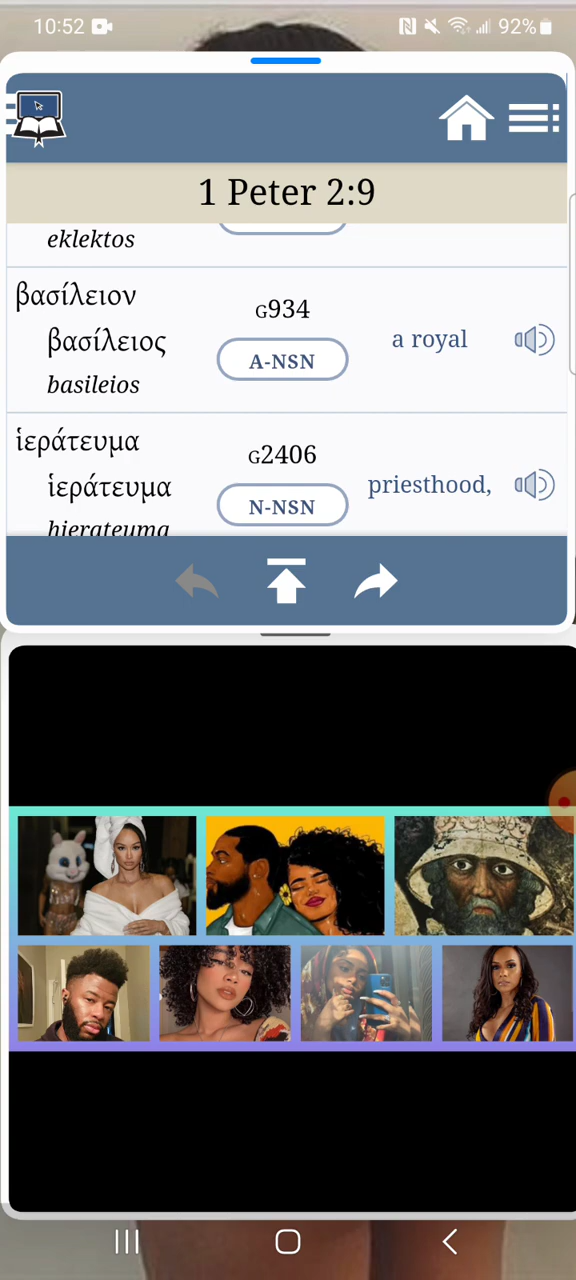 10:52 92%
1 Peter 2:9
eklektos
βασίλειον
βασίλειος
basileios
G934
A-NSN
a royal
ἱεράτευμα
ἱεράτευμα
hierateuma
G2406
N-NSN
priesthood,